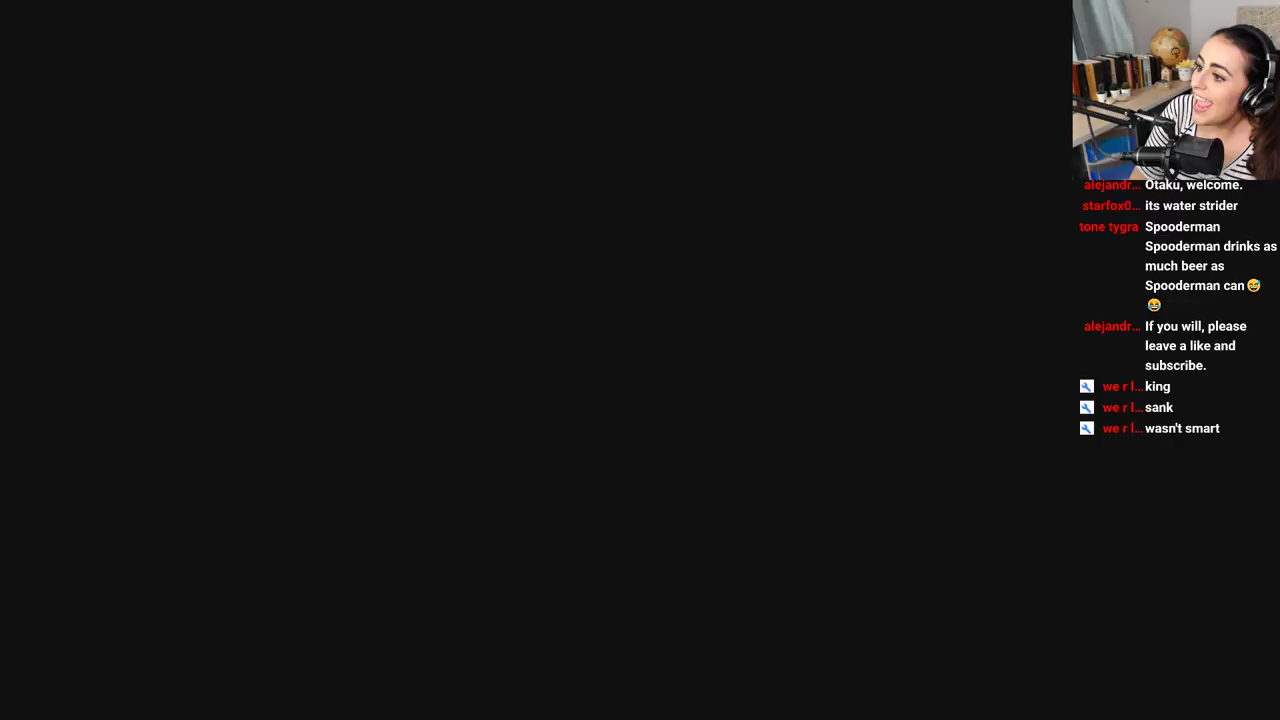 alejandr... Otaku, welcome.
starfox0... its water strider
tone tygra Spooderman
Spooderman drinks as
much beer as
Spooderman can😅
😂
alejandr... If you will, please
leave a like and
subscribe.
we r l... king
we r l... sank
we r l... wasn't smart